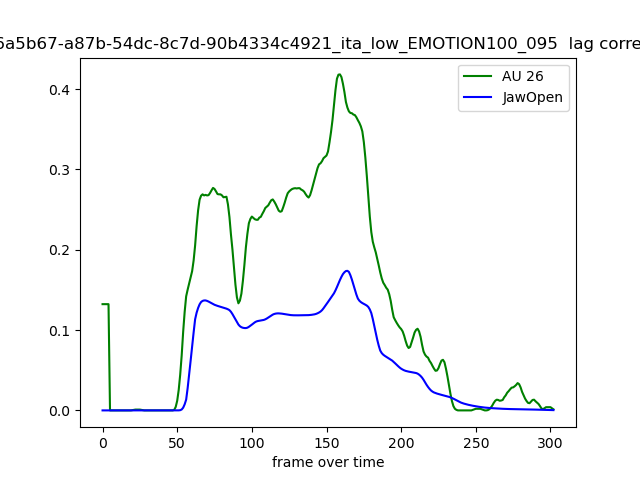 6a5b67-a87b-54dc-8c7d-90b4334c4921_ita_low_EMOTION100_095 lag corre
AU 26
JawOpen
0.4
0.3
0.2
0.1
0.0
0 50 100 150 200 250 300
frame over time